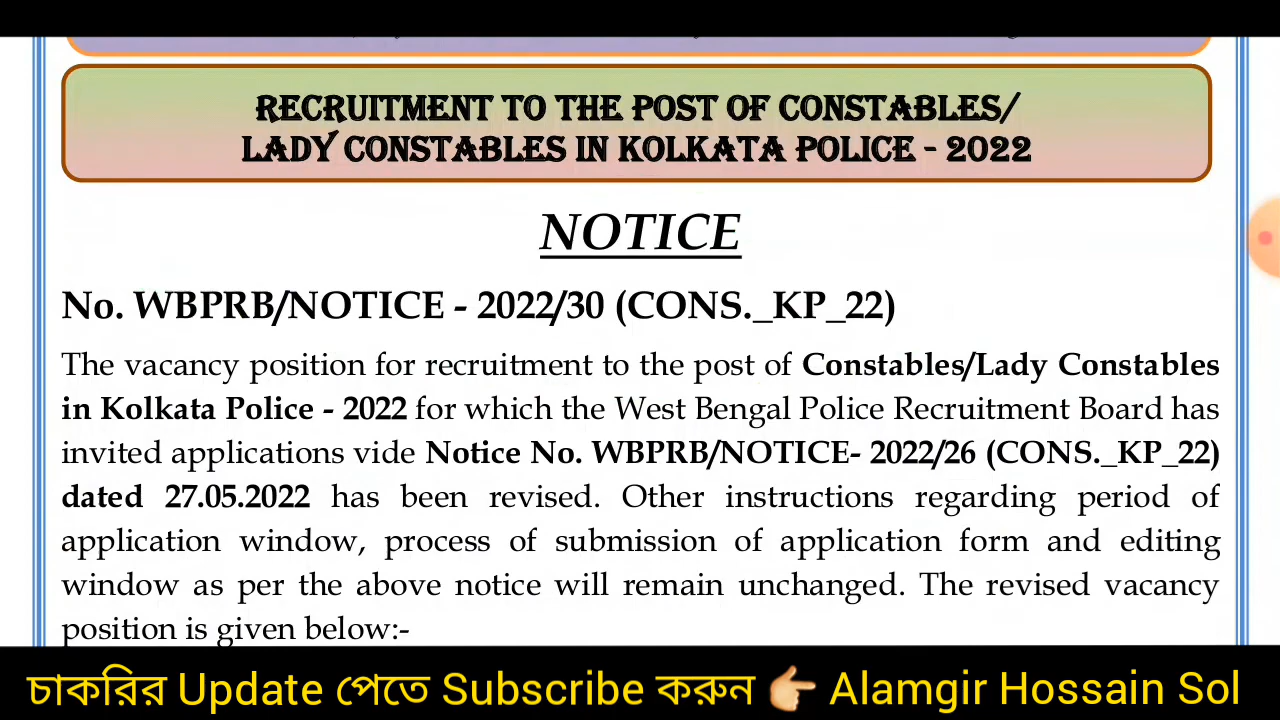 RECRUITMENT TO THE POST OF CONSTABLES/
LADY CONSTABLES IN KOLKATA POLICE - 2022
NOTICE
No. WBPRB/NOTICE - 2022/30 (CONS._KP_22)
The vacancy position for recruitment to the post of Constables/Lady Constables
in Kolkata Police - 2022 for which the West Bengal Police Recruitment Board has
invited applications vide Notice No. WBPRB/NOTICE- 2022/26 (CONS._KP_22)
dated 27.05.2022 has been revised. Other instructions regarding period of
application window, process of submission of application form and editing
window as per the above notice will remain unchanged. The revised vacancy
position is given below:-
চাকরির Update পেতে Subscribe করুন 👉 Alamgir Hossain Sol